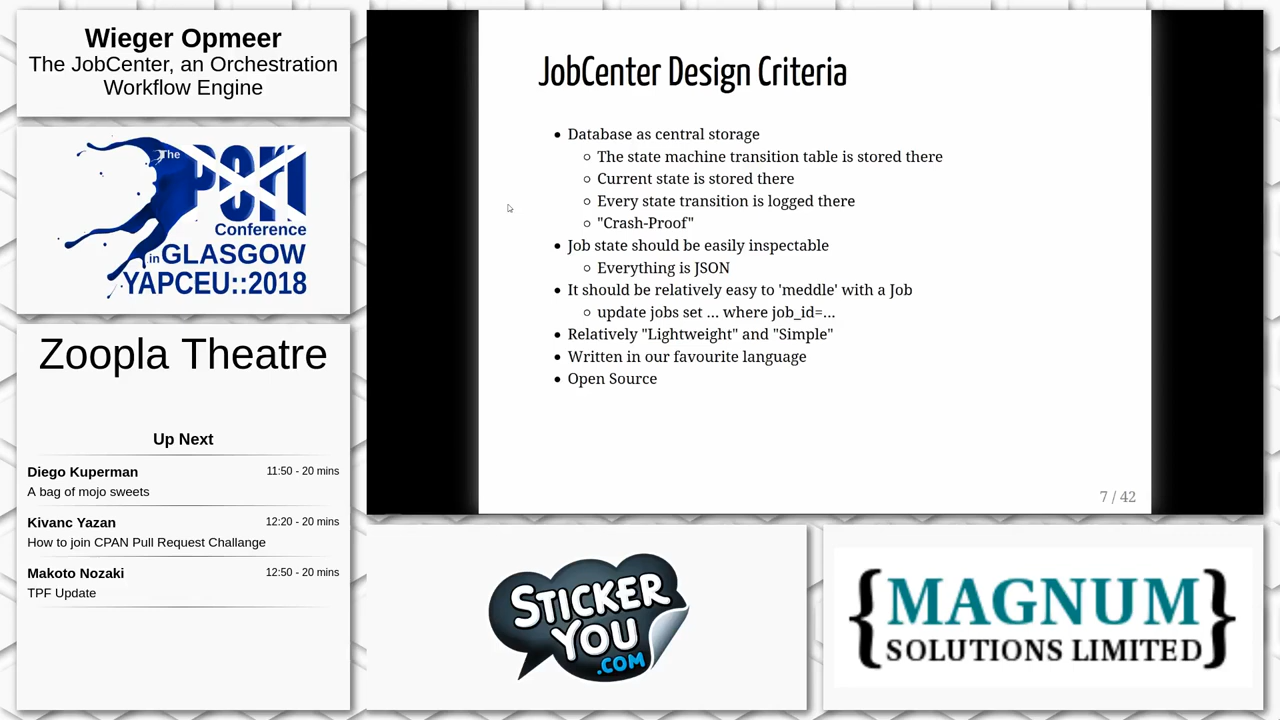 Wieger Opmeer
The JobCenter, an Orchestration
Workflow Engine
The
Perl
Conference
in GLASGOW
YAPCEU::2018
Zoopla Theatre
Up Next
Diego Kuperman 11:50 - 20 mins
A bag of mojo sweets
Kivanc Yazan 12:20 - 20 mins
How to join CPAN Pull Request Challange
Makoto Nozaki 12:50 - 20 mins
TPF Update
JobCenter Design Criteria
• Database as central storage
◦ The state machine transition table is stored there
◦ Current state is stored there
◦ Every state transition is logged there
◦ "Crash-Proof"
• Job state should be easily inspectable
◦ Everything is JSON
• It should be relatively easy to 'meddle' with a Job
◦ update jobs set ... where job_id=...
• Relatively "Lightweight" and "Simple"
• Written in our favourite language
• Open Source
7 / 42
STICKER
YOU
.COM
{MAGNUM}
SOLUTIONS LIMITED